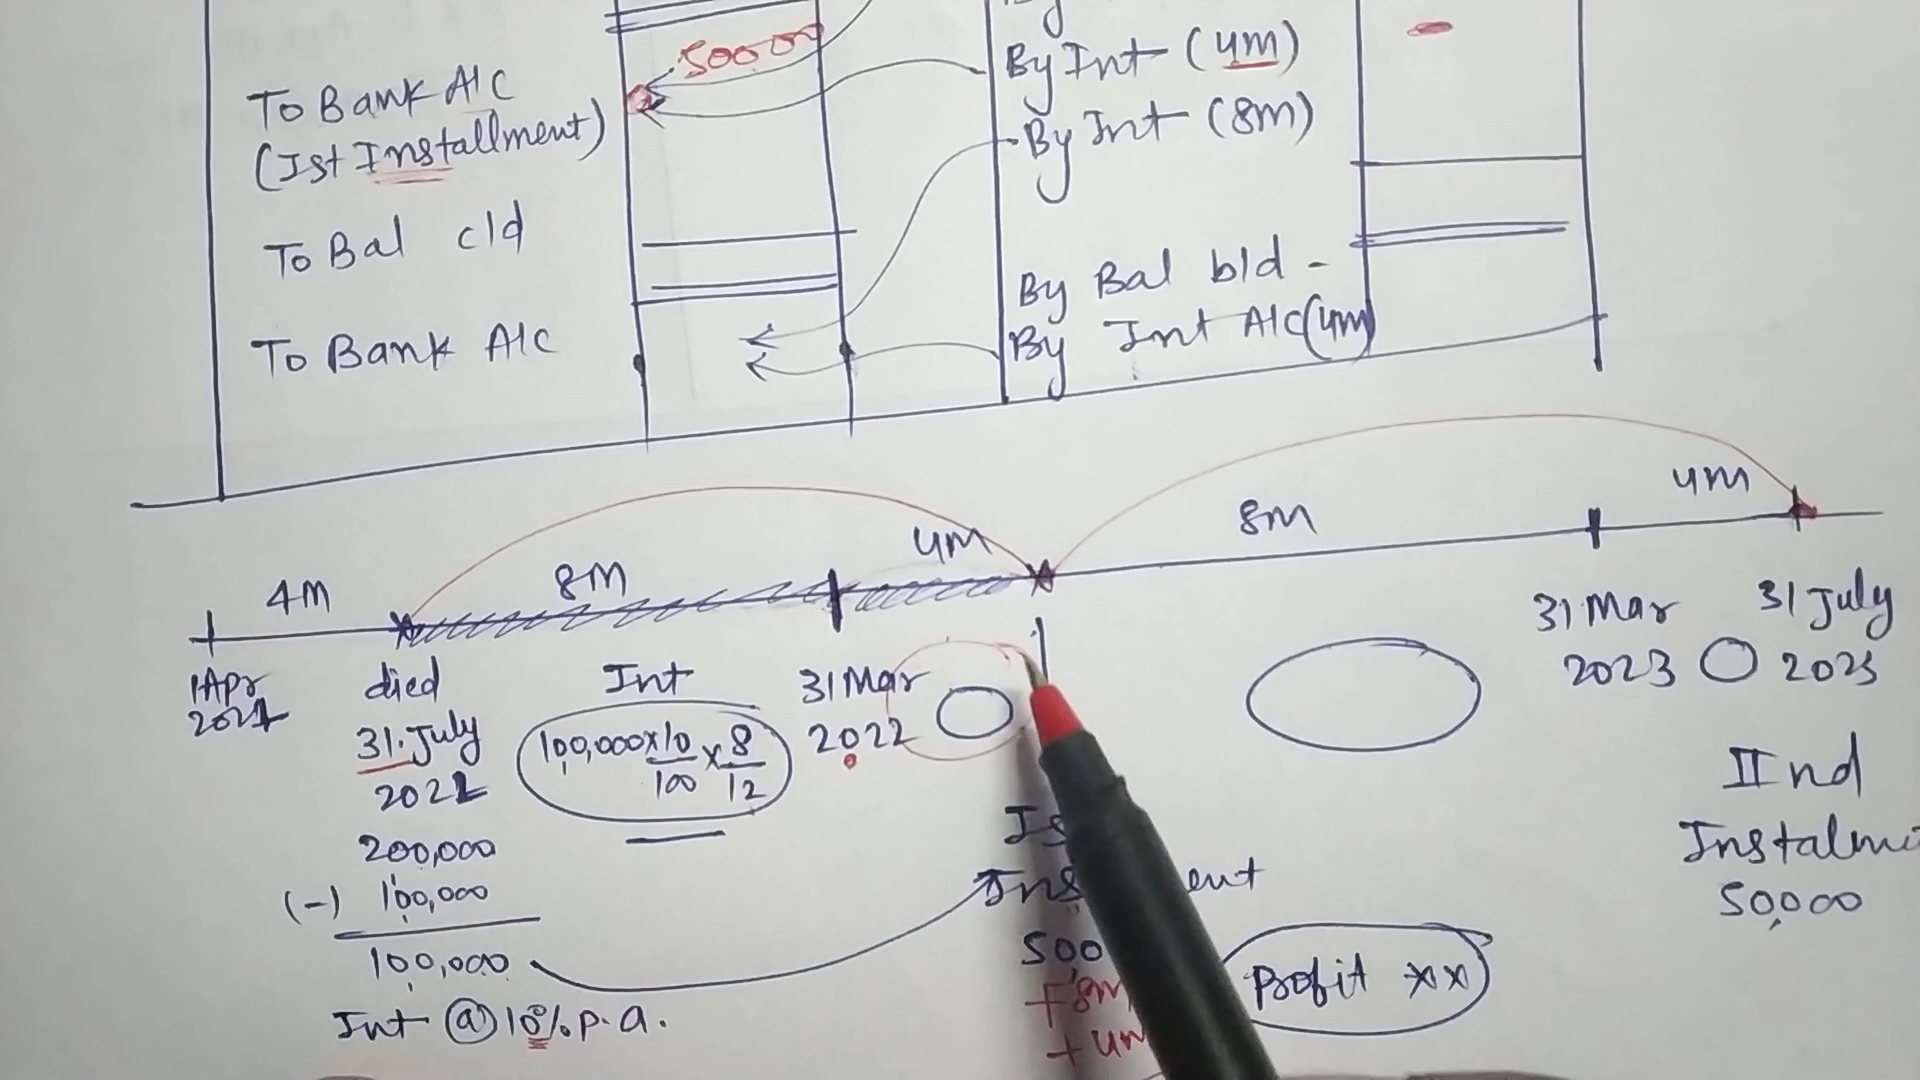 50000
To Bank A/c
(Ist Installment)
To Bal c/d
To Bank A/c
By Int (4m)
By Int (8m)
By Bal b/d -
By Int A/c (4m)
4M
8M
4M
8M
4M
1 Apr
2021
died
31 July
2021
200,000
(-) 100,000
100,000
Int @ 10% p.a.
Int
100,000 x 10/100 x 8/12
31 Mar
2022
500
+ 8m
Profit xx
31 Mar
2023
31 July
2023
IInd
50,000